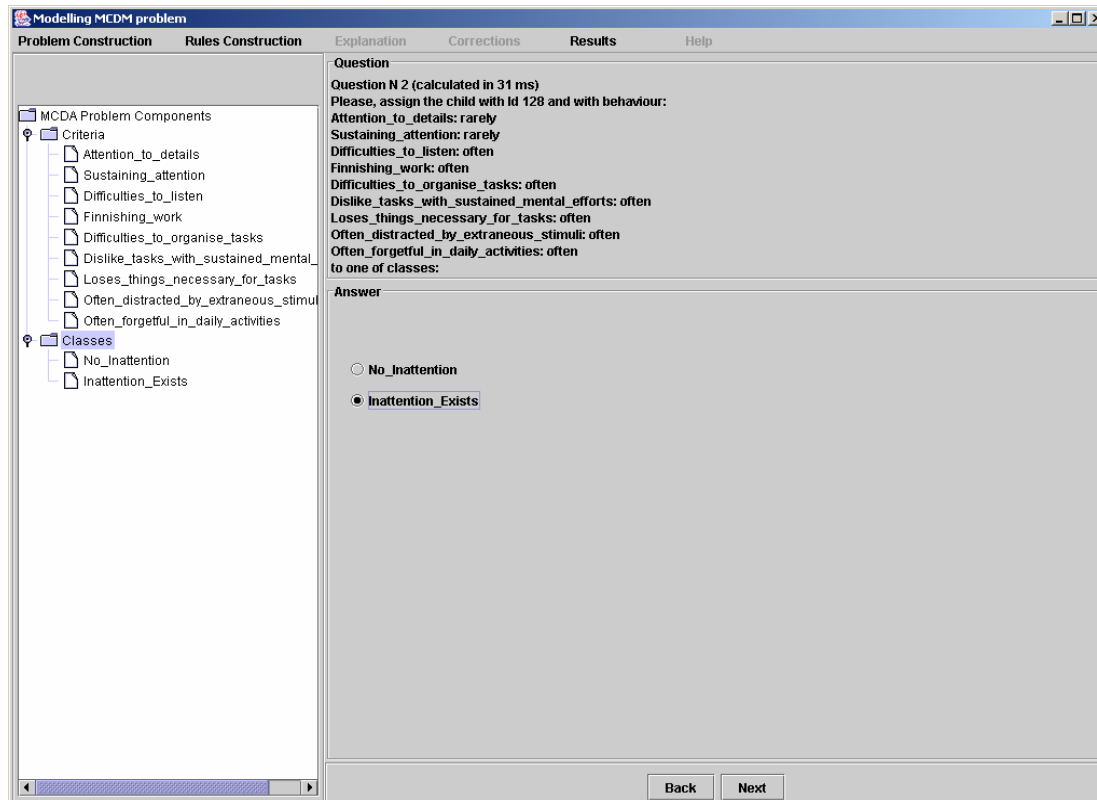 Modelling MCDM problem
Problem Construction Rules Construction Explanation Corrections Results Help
MCDA Problem Components
Criteria
Attention_to_details
Sustaining_attention
Difficulties_to_listen
Finnishing_work
Difficulties_to_organise_tasks
Dislike_tasks_with_sustained_mental_
Loses_things_necessary_for_tasks
Often_distracted_by_extraneous_stimul
Often_forgetful_in_daily_activities
Classes
No_Inattention
Inattention_Exists
Question
Question N 2 (calculated in 31 ms)
Please, assign the child with Id 128 and with behaviour:
Attention_to_details: rarely
Sustaining_attention: rarely
Difficulties_to_listen: often
Finnishing_work: often
Difficulties_to_organise_tasks: often
Dislike_tasks_with_sustained_mental_efforts: often
Loses_things_necessary_for_tasks: often
Often_distracted_by_extraneous_stimuli: often
Often_forgetful_in_daily_activities: often
to one of classes:
Answer
No_Inattention
Inattention_Exists
Back Next